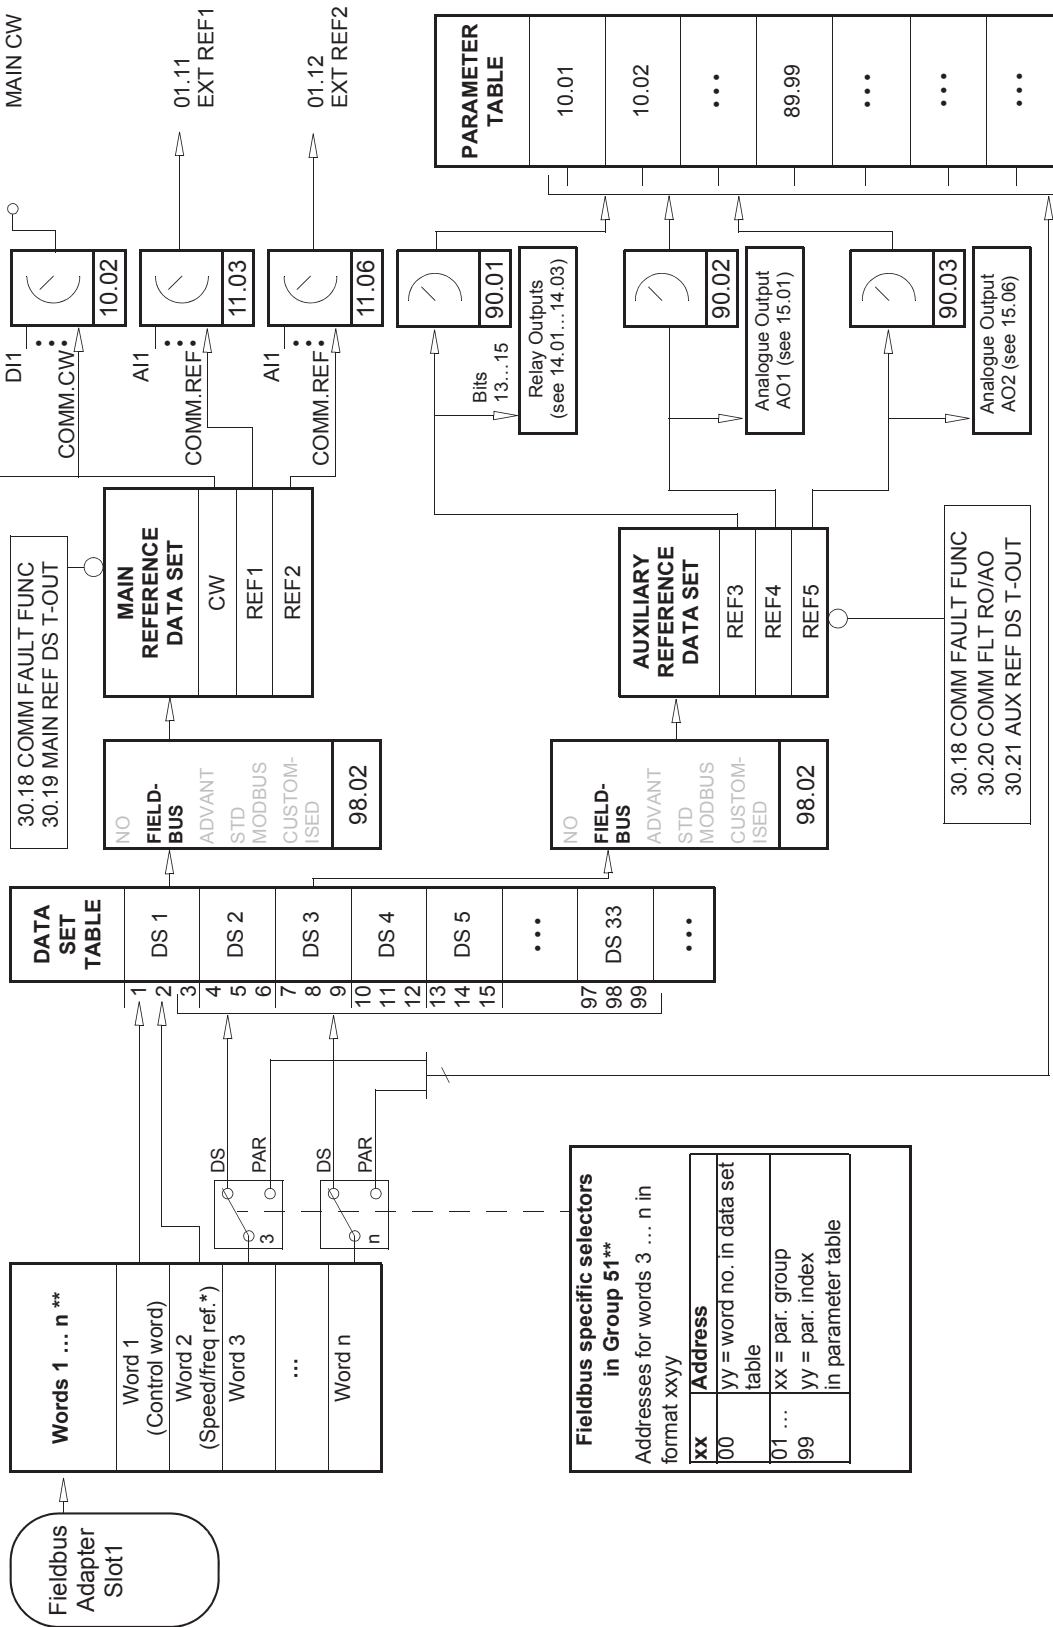 Fieldbus
Adapter
Slot1
Words 1 … n **
Word 1
(Control word)
Word 2
(Speed/freq ref.*)
Word 3
...
Word n
3
DS
PAR
n
DS
PAR
Fieldbus specific selectors
in Group 51**
Addresses for words 3 … n in
format xxyy
xx Address
00 yy = word no. in data set
table
01 … xx = par. group
99 yy = par. index
in parameter table
DATA
SET
TABLE
1
2
3
DS 1
4
5
6
DS 2
7
8
9
DS 3
10
11
12
DS 4
13
14
15
DS 5
• • •
97
98
99
DS 33
• • •
NO
FIELD-
BUS
ADVANT
STD
MODBUS
CUSTOM-
ISED
98.02
NO
FIELD-
BUS
ADVANT
STD
MODBUS
CUSTOM-
ISED
98.02
30.18 COMM FAULT FUNC
30.19 MAIN REF DS T-OUT
MAIN
REFERENCE
DATA SET
CW
REF1
REF2
AUXILIARY
REFERENCE
DATA SET
REF3
REF4
REF5
30.18 COMM FAULT FUNC
30.20 COMM FLT RO/AO
30.21 AUX REF DS T-OUT
DI1
• • •
COMM.CW
10.02
MAIN CW
AI1
• • •
COMM.REF
11.03
01.11
EXT REF1
AI1
• • •
COMM.REF
11.06
01.12
EXT REF2
90.01
Bits
13…15
Relay Outputs
(see 14.01…14.03)
90.02
Analogue Output
AO1 (see 15.01)
90.03
Analogue Output
AO2 (see 15.06)
PARAMETER
TABLE
10.01
10.02
• • •
89.99
• • •
• • •
• • •